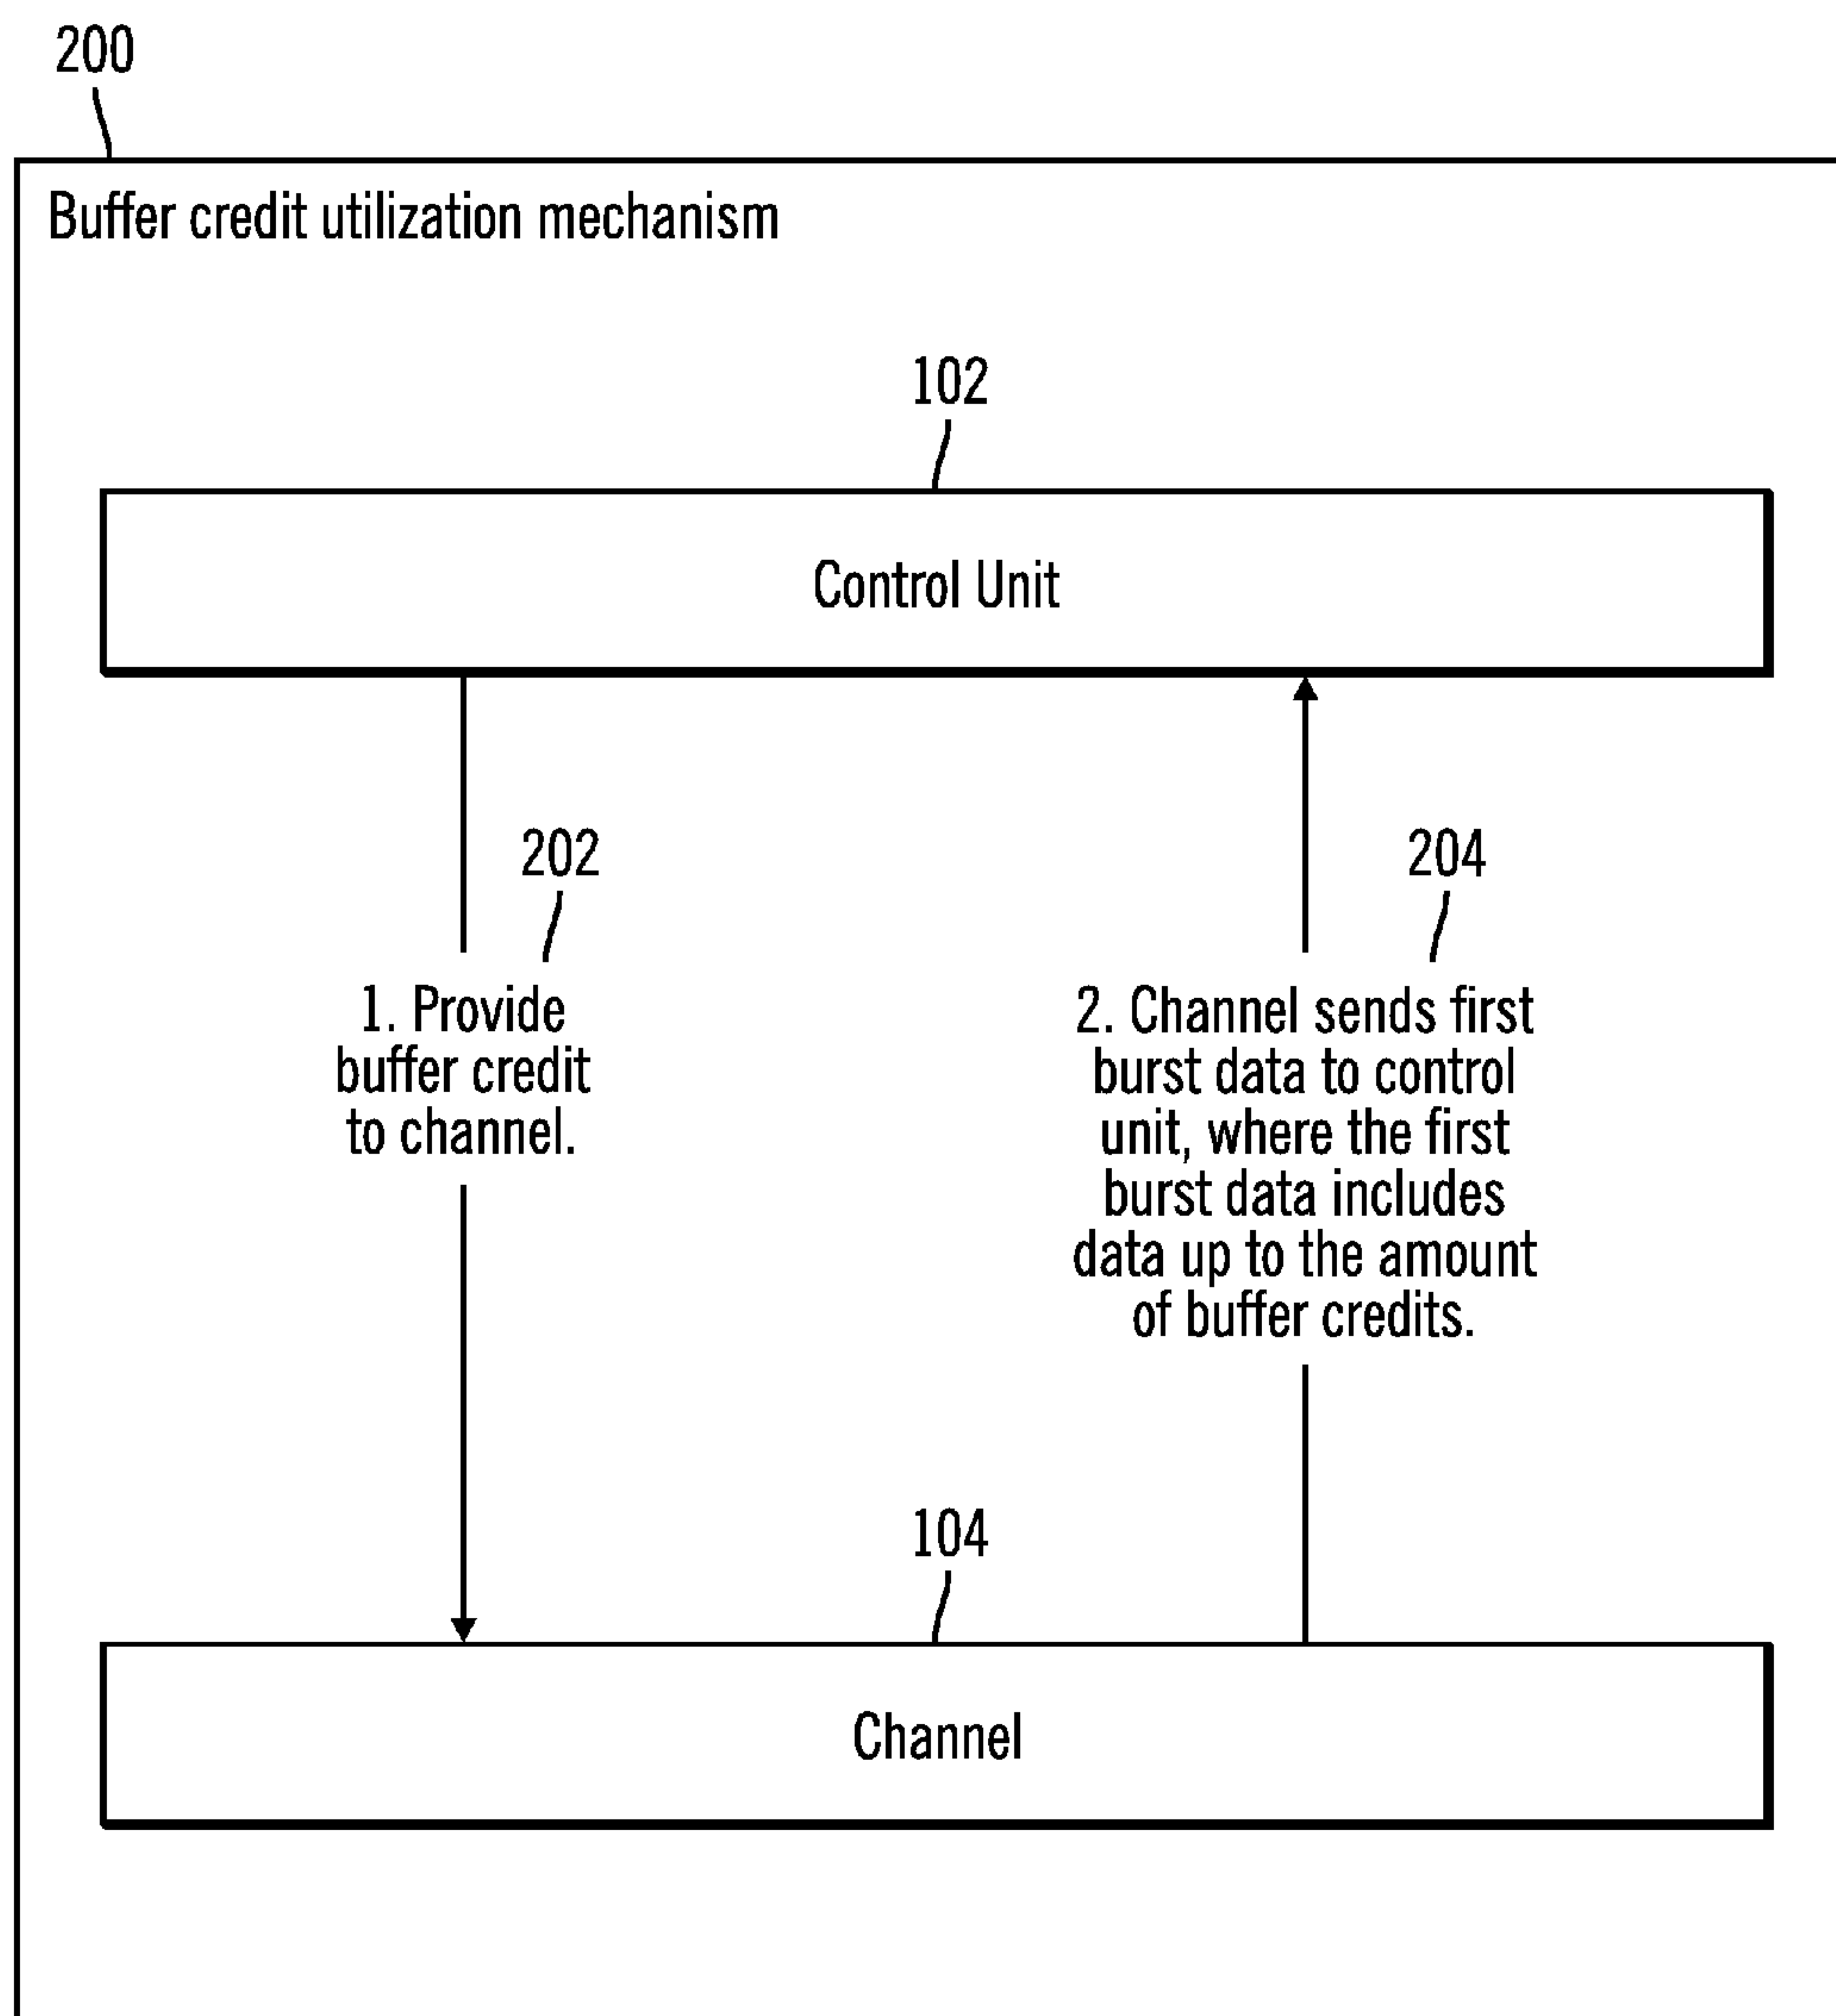 200
Buffer credit utilization mechanism
102
Control Unit
202
1. Provide
buffer credit
to channel.
204
2. Channel sends first
burst data to control
unit, where the first
burst data includes
data up to the amount
of buffer credits.
104
Channel